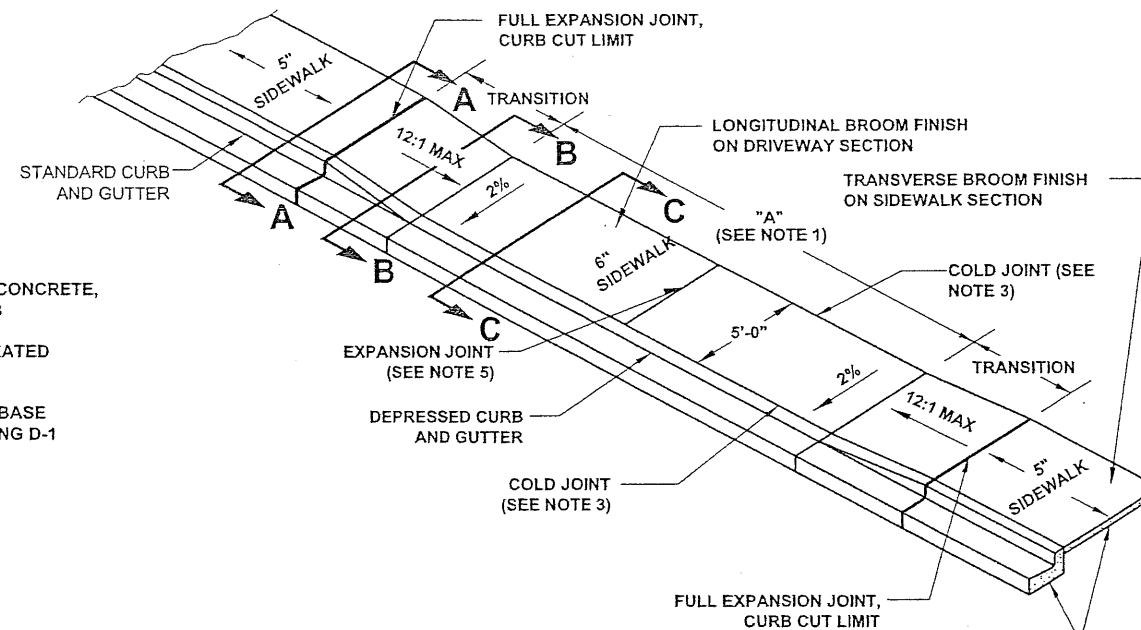 FULL EXPANSION JOINT,
CURB CUT LIMIT
5"
SIDEWALK
A
TRANSITION
12:1 MAX
B
LONGITUDINAL BROOM FINISH
ON DRIVEWAY SECTION
STANDARD CURB
AND GUTTER
2%
C
TRANSVERSE BROOM FINISH
ON SIDEWALK SECTION
A
"A"
(SEE NOTE 1)
B
6"
SIDEWALK
COLD JOINT (SEE
NOTE 3)
CONCRETE,
C
EATED
EXPANSION JOINT
(SEE NOTE 5)
5'-0"
TRANSITION
2%
BASE
NG D-1
DEPRESSED CURB
AND GUTTER
12:1 MAX
COLD JOINT
(SEE NOTE 3)
5"
SIDEWALK
FULL EXPANSION JOINT,
CURB CUT LIMIT